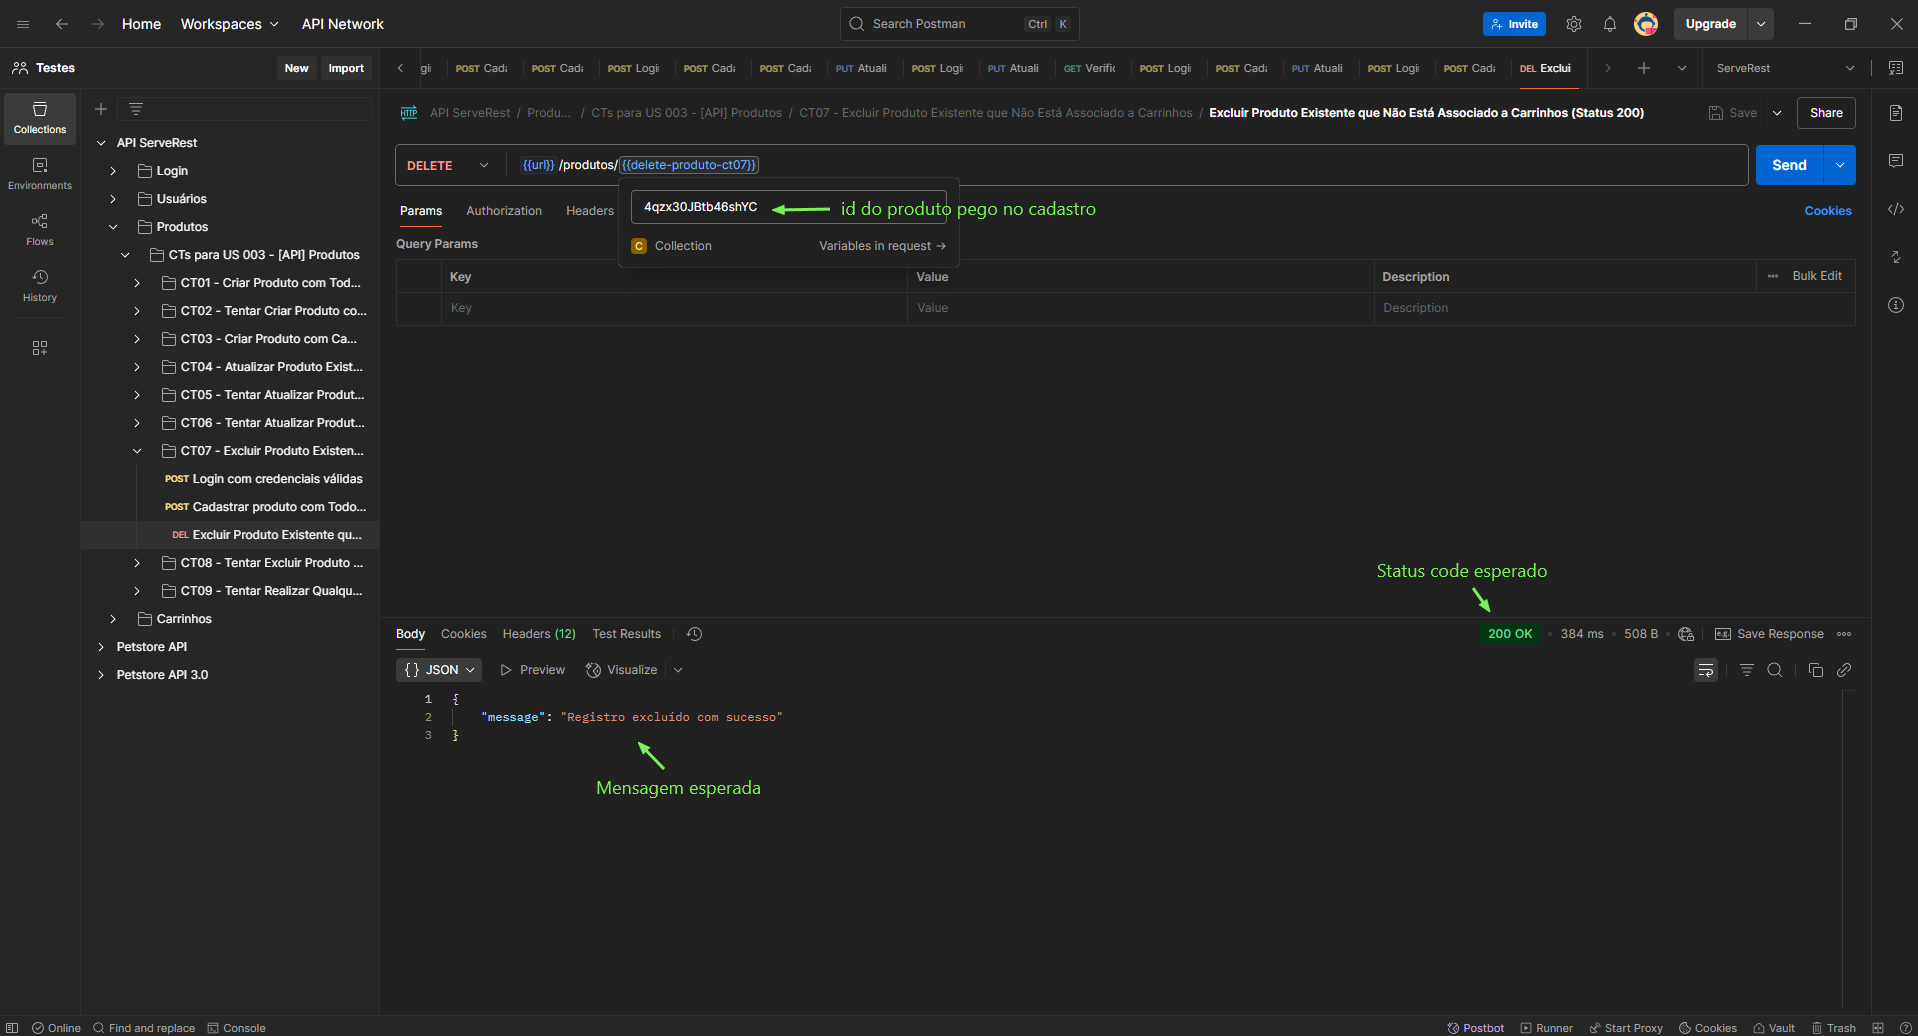 Home Workspaces API Network
Search Postman Ctrl K
Invite Upgrade
Testes New Import
POST Cada
POST Cada
POST Logi
POST Cada
POST Cada
PUT Atuali
POST Logi
PUT Atuali
GET Verific
POST Logi
POST Cada
PUT Atuali
POST Logi
POST Cada
DEL Exclui
ServeRest
Collections
Environments
Flows
History
API ServeRest
Login
Usuários
Produtos
CTs para US 003 - [API] Produtos
CT01 - Criar Produto com Tod...
CT02 - Tentar Criar Produto co...
CT03 - Criar Produto com Ca...
CT04 - Atualizar Produto Exist...
CT05 - Tentar Atualizar Produt...
CT06 - Tentar Atualizar Produt...
CT07 - Excluir Produto Existen...
POST Login com credenciais válidas
POST Cadastrar produto com Todo...
DEL Excluir Produto Existente qu...
CT08 - Tentar Excluir Produto ...
CT09 - Tentar Realizar Qualqu...
Carrinhos
Petstore API
Petstore API 3.0
HTTP API ServeRest / Produ... / CTs para US 003 - [API] Produtos / CT07 - Excluir Produto Existente que Não Está Associado a Carrinhos / Excluir Produto Existente que Não Está Associado a Carrinhos (Status 200)
Save Share
DELETE {{url}} /produtos/ {{delete-produto-ct07}}
Send
Params Authorization Headers
Cookies
4qzx30JBtb46shYC
id do produto pego no cadastro
C Collection Variables in request →
Query Params
Key Value Description ... Bulk Edit
Key Value Description
Status code esperado
Body Cookies Headers (12) Test Results
200 OK • 384 ms • 508 B
e.g. Save Response
{} JSON Preview Visualize
1 {
2 "message": "Registro excluído com sucesso"
3 }
Mensagem esperada
Online Find and replace Console
Postbot Runner Start Proxy Cookies Vault Trash